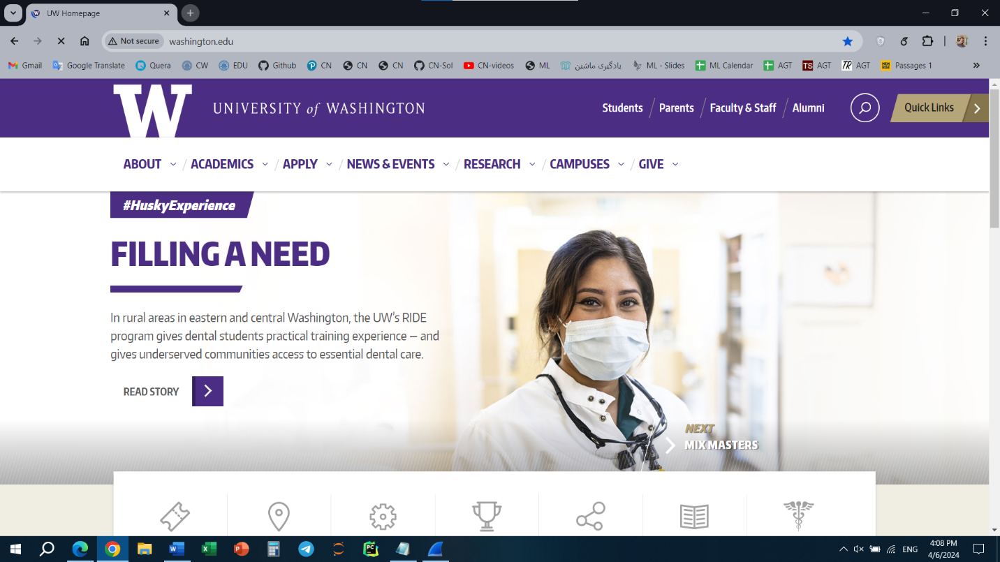 UW Homepage
Not secure washington.edu
Gmail Google Translate Quera CW EDU Github CN CN CN CN-Sol CN-videos ML یادگیری ماشین ML - Slides ML Calendar AGT TS AGT TR AGT Passages 1
W UNIVERSITY of WASHINGTON Students Parents Faculty & Staff Alumni Quick Links
ABOUT ACADEMICS APPLY NEWS & EVENTS RESEARCH CAMPUSES GIVE
#HuskyExperience
FILLING A NEED
In rural areas in eastern and central Washington, the UW's RIDE
program gives dental students practical training experience — and
gives underserved communities access to essential dental care.
READ STORY
NEXT
MIX MASTERS
ENG 4:08 PM
4/6/2024